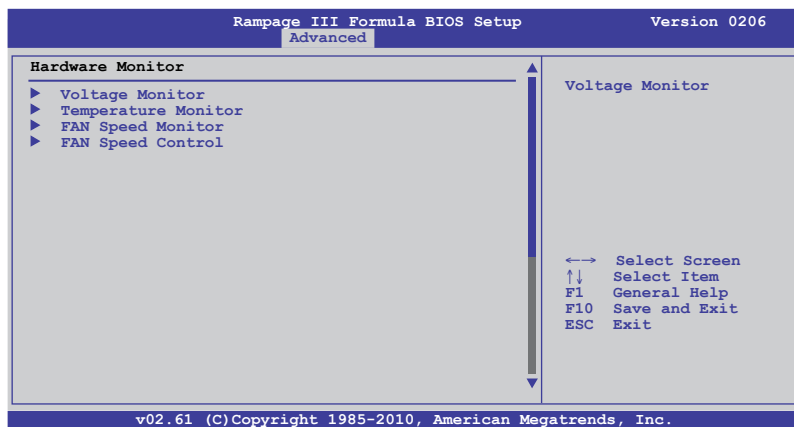 Rampage III Formula BIOS Setup Version 0206
Advanced
Hardware Monitor
Voltage Monitor
Temperature Monitor
FAN Speed Monitor
FAN Speed Control
Voltage Monitor
←→ Select Screen
↑↓ Select Item
F1 General Help
F10 Save and Exit
ESC Exit
v02.61 (C)Copyright 1985-2010, American Megatrends, Inc.